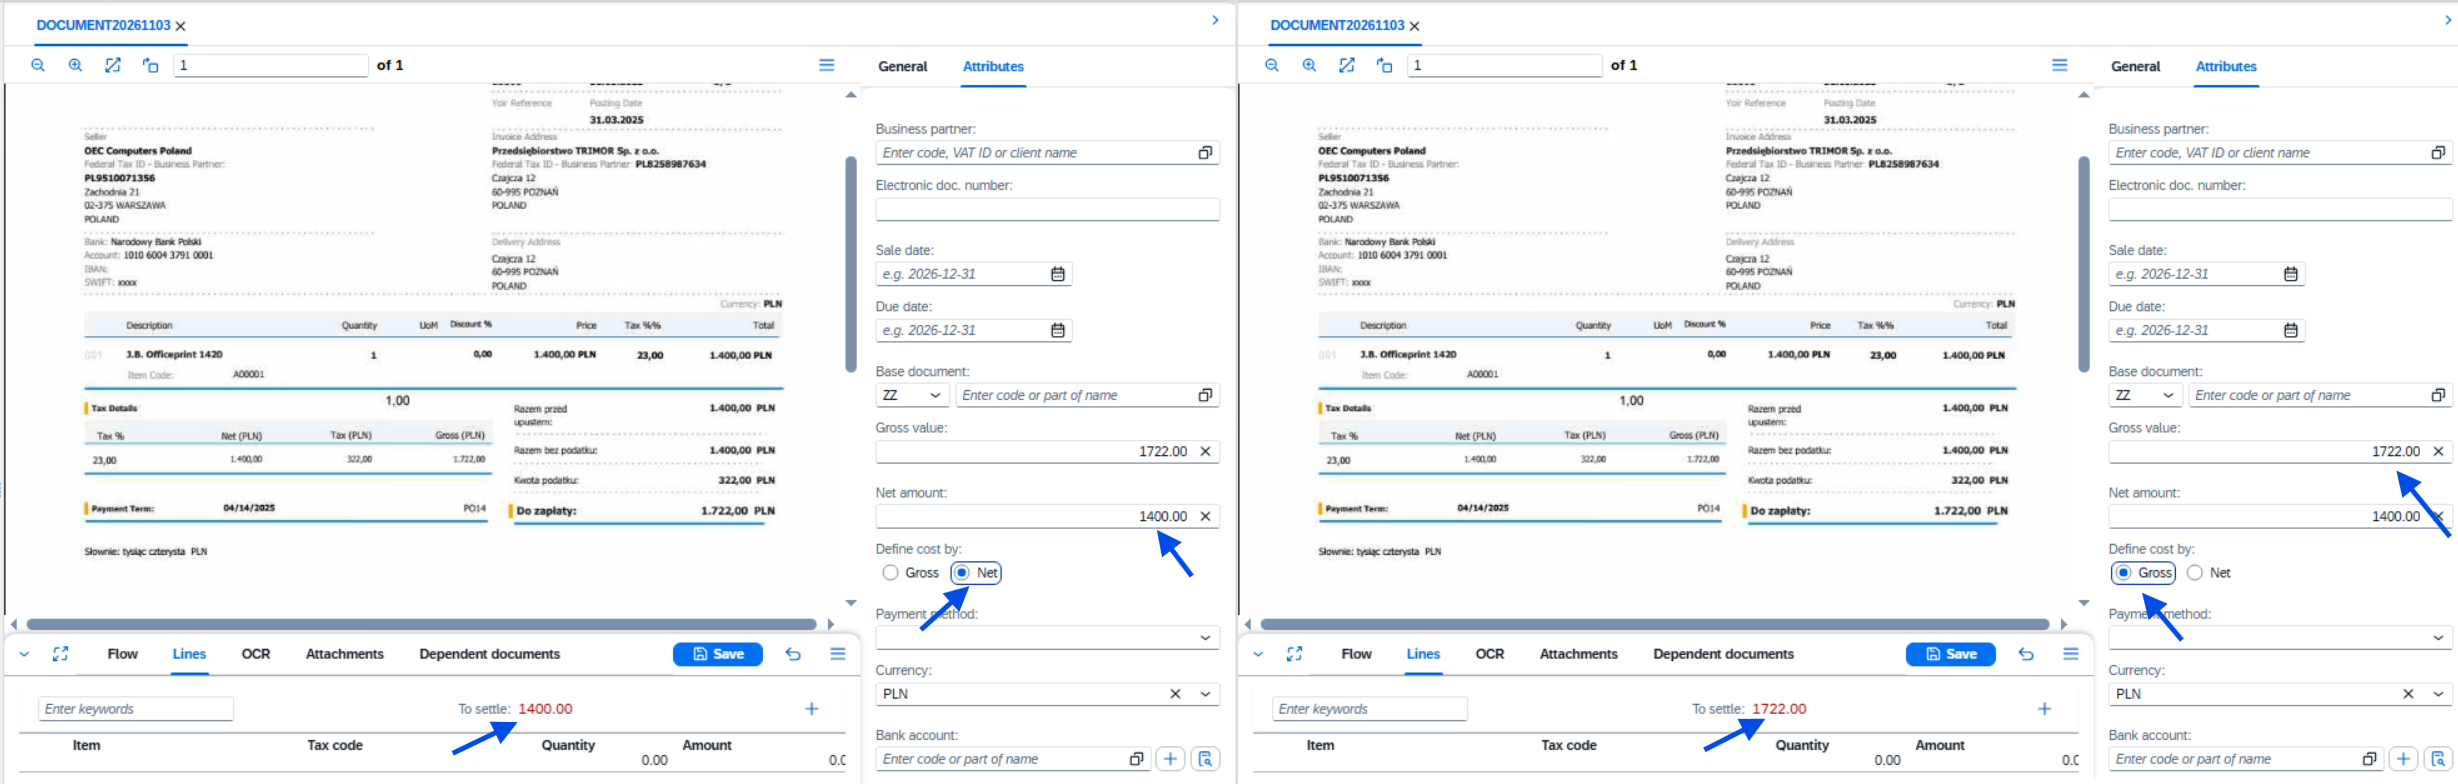 DOCUMENT20261103
1 of 1
Yoir Reference Posting Date
31.03.2025
Seller Invoice Address
OEC Computers Poland Przedsiębiorstwo TRIMOR Sp. z o.o.
Federal Tax ID - Business Partner: Federal Tax ID - Business Partner PL8258987634
PL9510071356 Czajcza 12
Zachodnia 21 60-995 POZNAŃ
02-375 WARSZAWA POLAND
POLAND
Bank: Narodowy Bank Polski Delivery Address
Account: 1010 6004 3791 0001 Czajcza 12
IBAN: 60-995 POZNAŃ
SWIFT: xxxx POLAND
Currency: PLN
Description Quantity UoM Discount % Price Tax %% Total
001 J.B. Officeprint 1420 1 0,00 1.400,00 PLN 23,00 1.400,00 PLN
Item Code: A00001
1,00
Tax Details Razem przed upustem: 1.400,00 PLN
Tax % Net (PLN) Tax (PLN) Gross (PLN)
23,00 1.400,00 322,00 1.722,00
Razem bez podatku: 1.400,00 PLN
Kwota podatku: 322,00 PLN
Payment Term: 04/14/2025 PO14 Do zapłaty: 1.722,00 PLN
Słownie: tysiąc czterysta PLN
Flow Lines OCR Attachments Dependent documents Save
Enter keywords To settle: 1400.00
Item Tax code Quantity Amount
0.00
General Attributes
Business partner:
Enter code, VAT ID or client name
Electronic doc. number:
Sale date:
e.g. 2026-12-31
Due date:
e.g. 2026-12-31
Base document:
ZZ Enter code or part of name
Gross value:
1722.00
Net amount:
1400.00
Define cost by:
Gross Net
Payment method:
Currency:
PLN
Bank account:
Enter code or part of name
DOCUMENT20261103
1 of 1
Yoir Reference Posting Date
31.03.2025
Seller Invoice Address
OEC Computers Poland Przedsiębiorstwo TRIMOR Sp. z o.o.
Federal Tax ID - Business Partner: Federal Tax ID - Business Partner PL8258987634
PL9510071356 Czajcza 12
Zachodnia 21 60-995 POZNAŃ
02-375 WARSZAWA POLAND
POLAND
Bank: Narodowy Bank Polski Delivery Address
Account: 1010 6004 3791 0001 Czajcza 12
IBAN: 60-995 POZNAŃ
SWIFT: xxxx POLAND
Currency: PLN
Description Quantity UoM Discount % Price Tax %% Total
001 J.B. Officeprint 1420 1 0,00 1.400,00 PLN 23,00 1.400,00 PLN
Item Code: A00001
1,00
Tax Details Razem przed upustem: 1.400,00 PLN
Tax % Net (PLN) Tax (PLN) Gross (PLN)
23,00 1.400,00 322,00 1.722,00
Razem bez podatku: 1.400,00 PLN
Kwota podatku: 322,00 PLN
Payment Term: 04/14/2025 PO14 Do zapłaty: 1.722,00 PLN
Słownie: tysiąc czterysta PLN
Flow Lines OCR Attachments Dependent documents Save
Enter keywords To settle: 1722.00
Item Tax code Quantity Amount
0.00
General Attributes
Business partner:
Enter code, VAT ID or client name
Electronic doc. number:
Sale date:
e.g. 2026-12-31
Due date:
e.g. 2026-12-31
Base document:
ZZ Enter code or part of name
Gross value:
1722.00
Net amount:
1400.00
Define cost by:
Gross Net
Payment method:
Currency:
PLN
Bank account:
Enter code or part of name